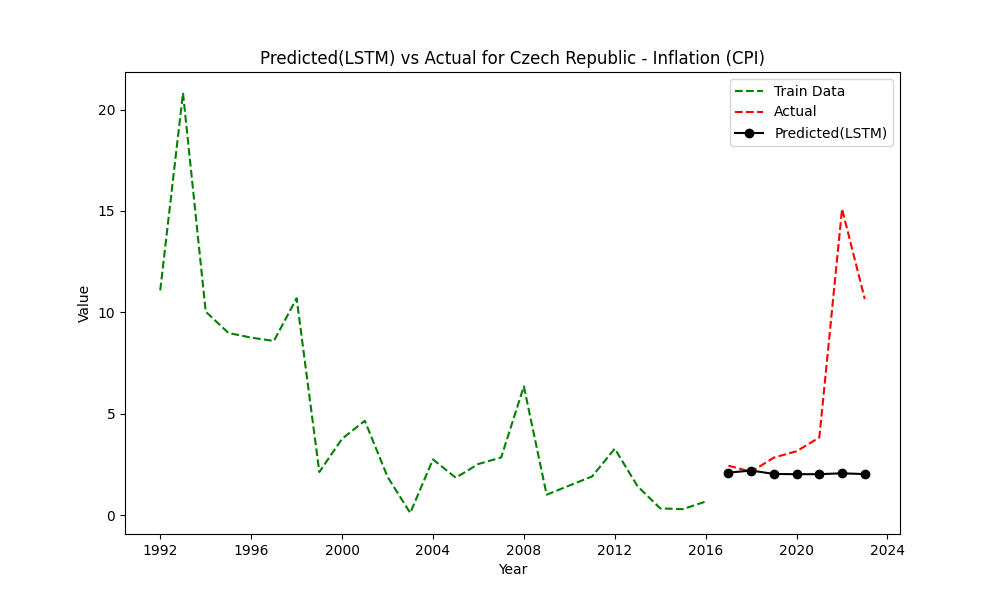 Predicted(LSTM) vs Actual for Czech Republic - Inflation (CPI)
Train Data
Actual
Predicted(LSTM)
20
15
10
5
0
Value
1992 1996 2000 2004 2008 2012 2016 2020 2024
Year